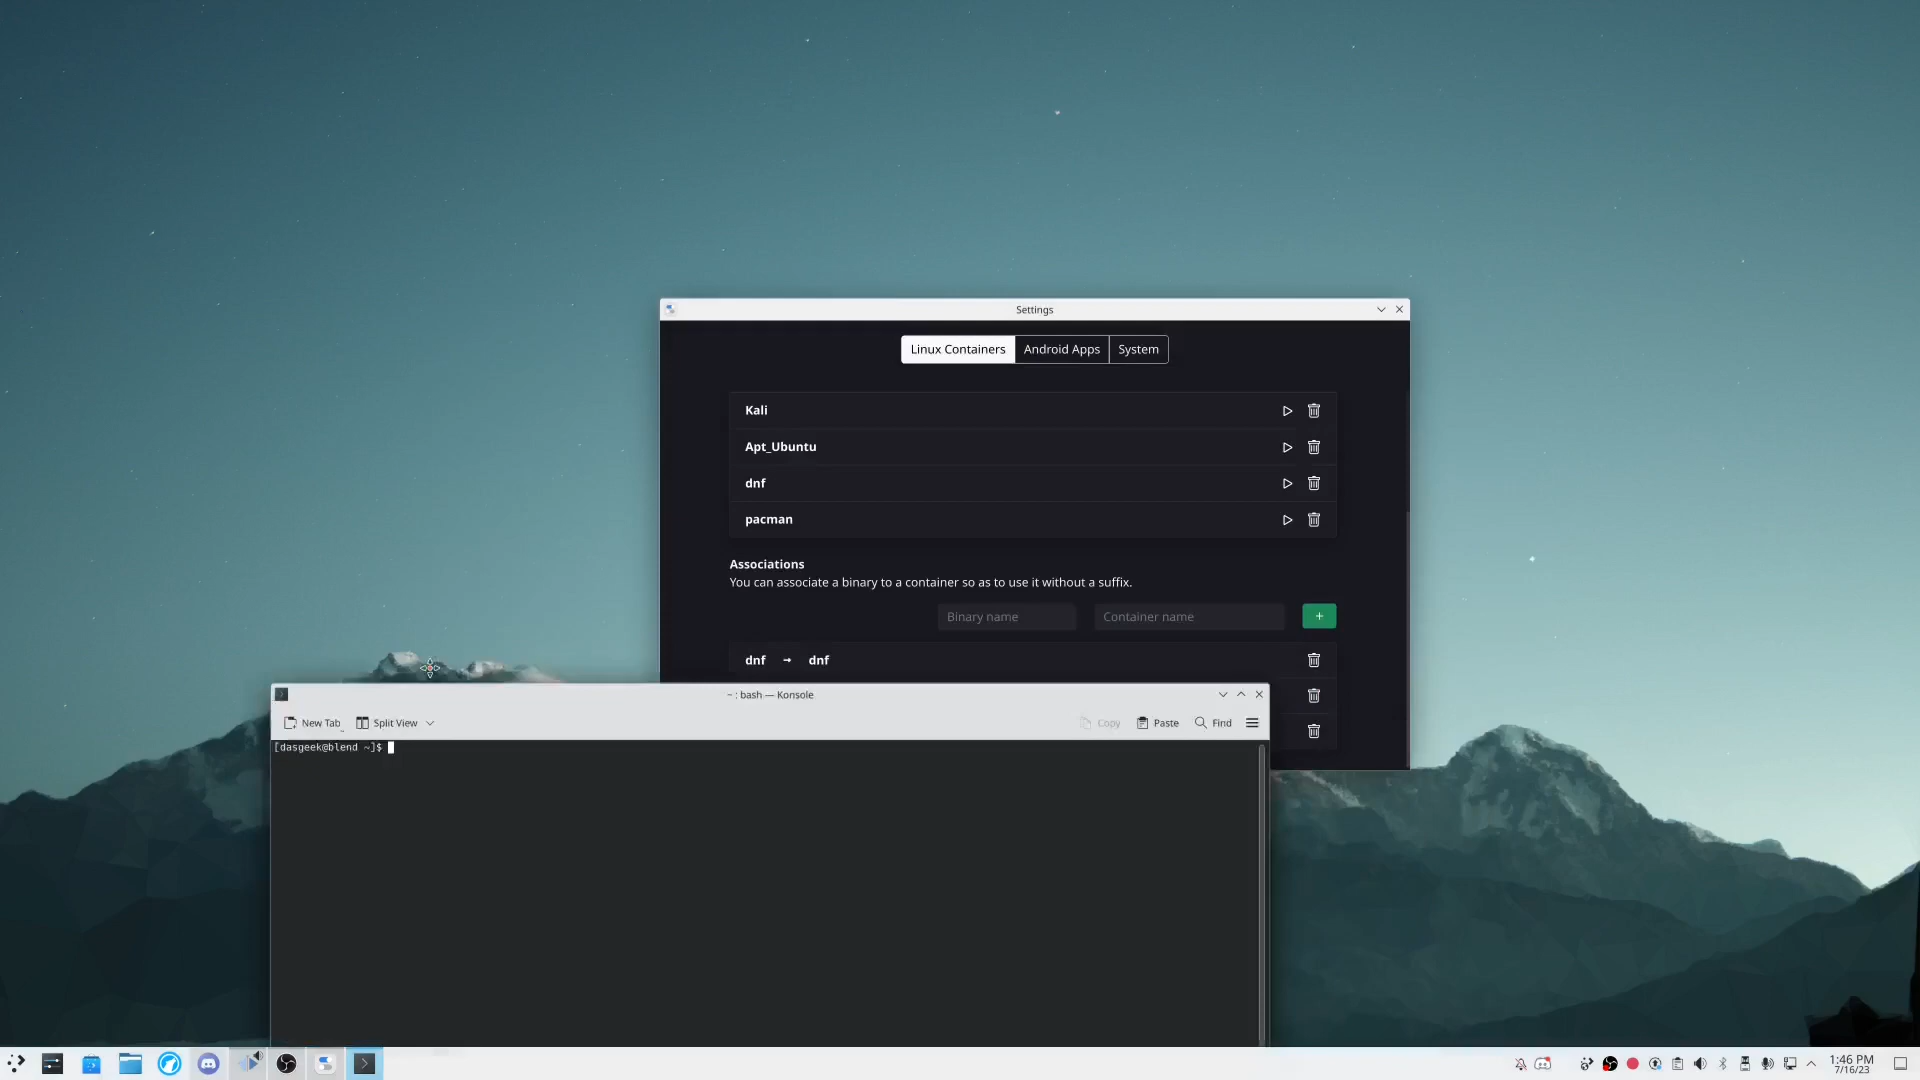 Settings
Linux Containers Android Apps System
Kali
Apt_Ubuntu
dnf
pacman
Associations
You can associate a binary to a container so as to use it without a suffix.
Binary name Container name +
dnf → dnf
~ : bash — Konsole
New Tab Split View Copy Paste Find
[dasgeek@blend ~]$
1:46 PM
7/16/23